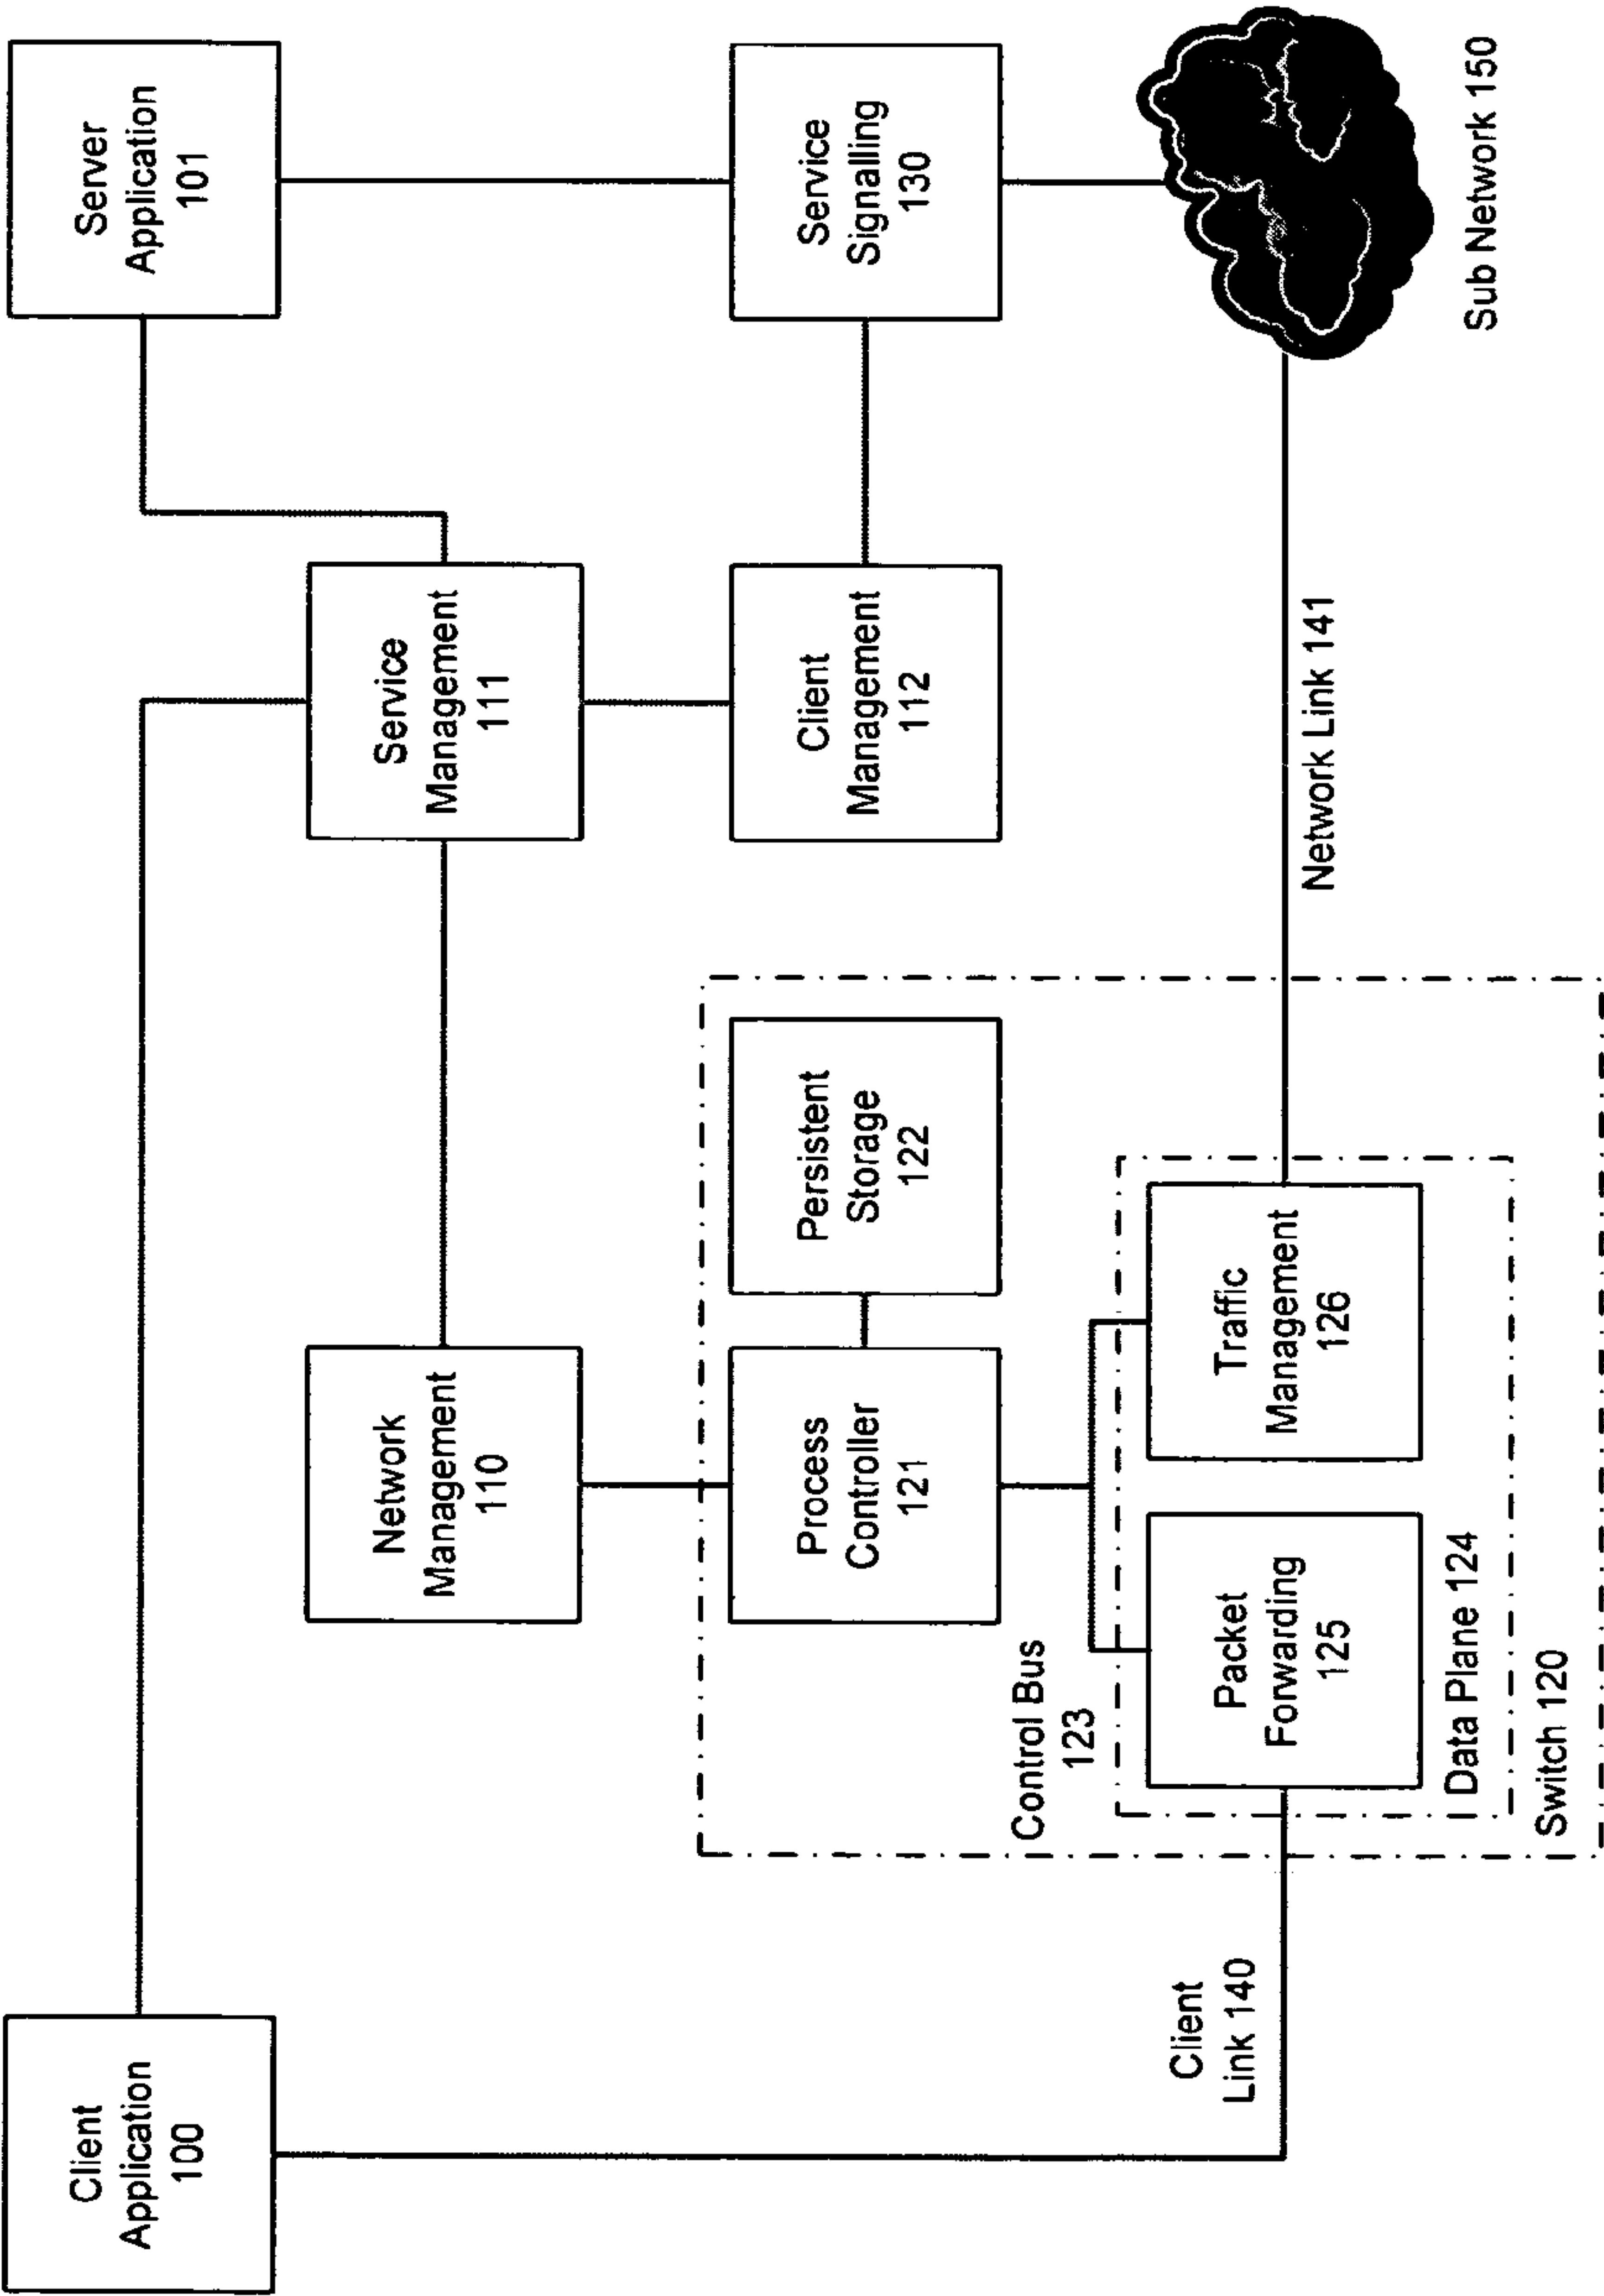 Client
Application
100
Server
Application
101
Network
Management
110
Service
Management
111
Process
Controller
121
Persistent
Storage
122
Client
Management
112
Service
Signalling
130
Control Bus
123
Client
Link 140
Packet
Forwarding
125
Traffic
Management
126
Network Link 141
Data Plane 124
Sub Network 150
Switch 120